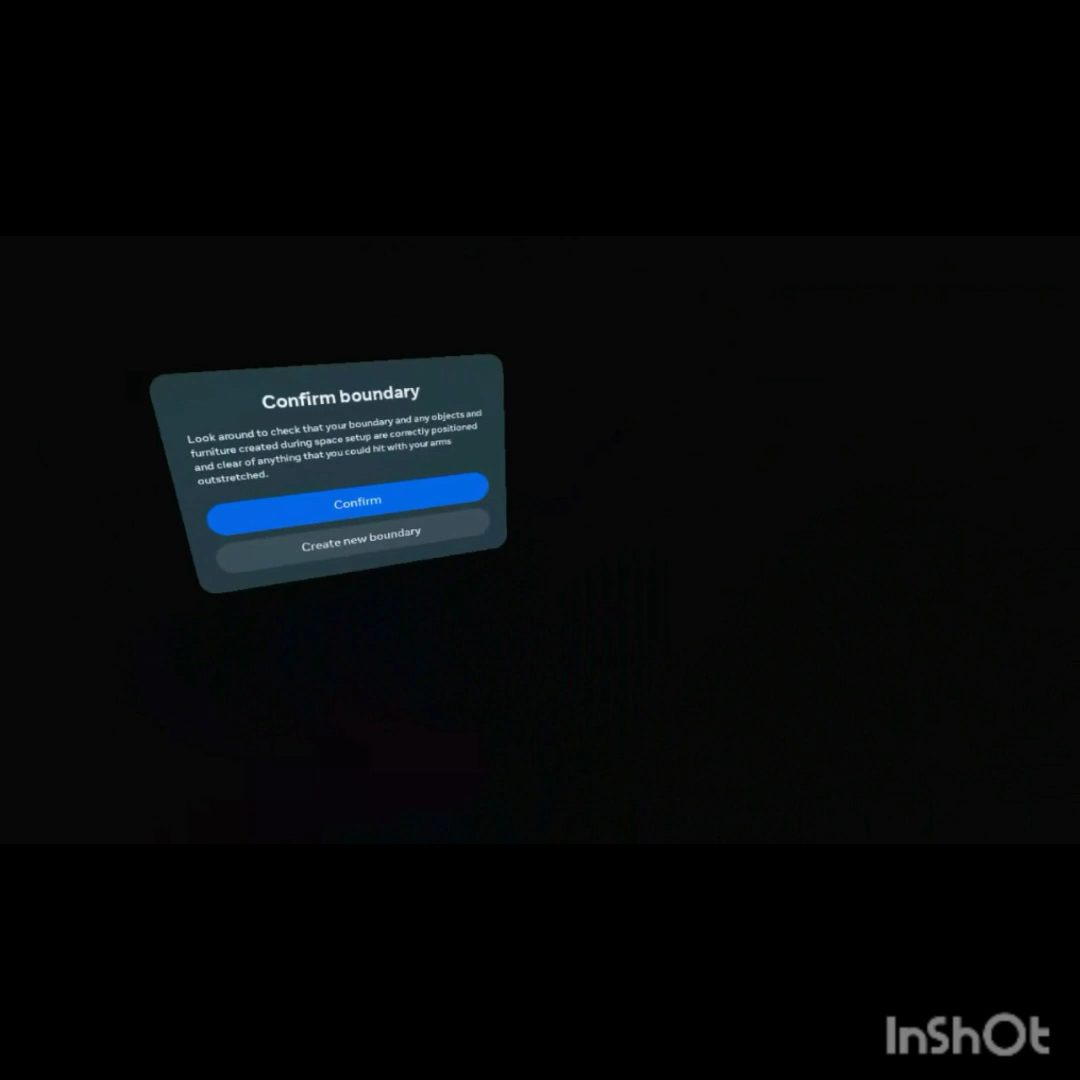 Confirm boundary
Look around to check that your boundary and any objects and
furniture created during space setup are correctly positioned
and clear of anything that you could hit with your arms
outstretched.
Confirm
Create new boundary
InShOt